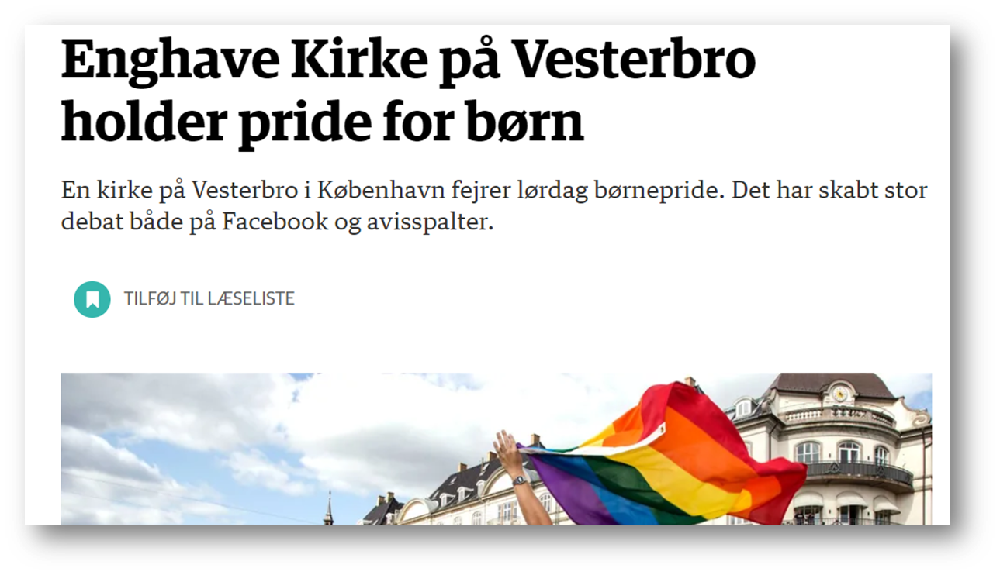 Enghave Kirke på Vesterbro
holder pride for børn
En kirke på Vesterbro i København fejrer lørdag børnepride. Det har skabt stor
debat både på Facebook og avisspalter.
TILFØJ TIL LÆSELISTE